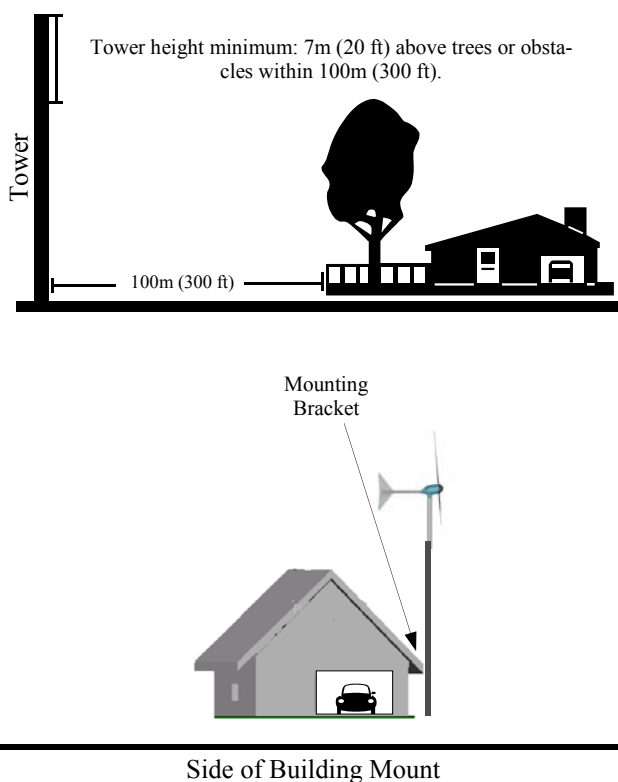 Tower height minimum: 7m (20 ft) above trees or obsta-
cles within 100m (300 ft).
Tower
100m (300 ft)
Mounting
Bracket
Side of Building Mount